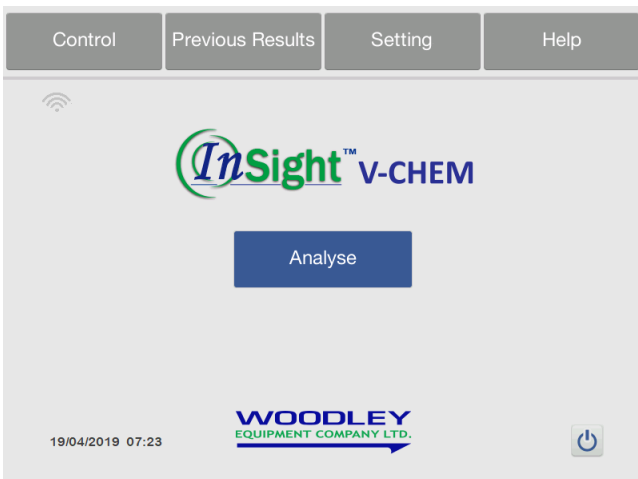 Control Previous Results Setting Help
InSight™ V-CHEM
Analyse
WOODLEY
EQUIPMENT COMPANY LTD.
19/04/2019 07:23